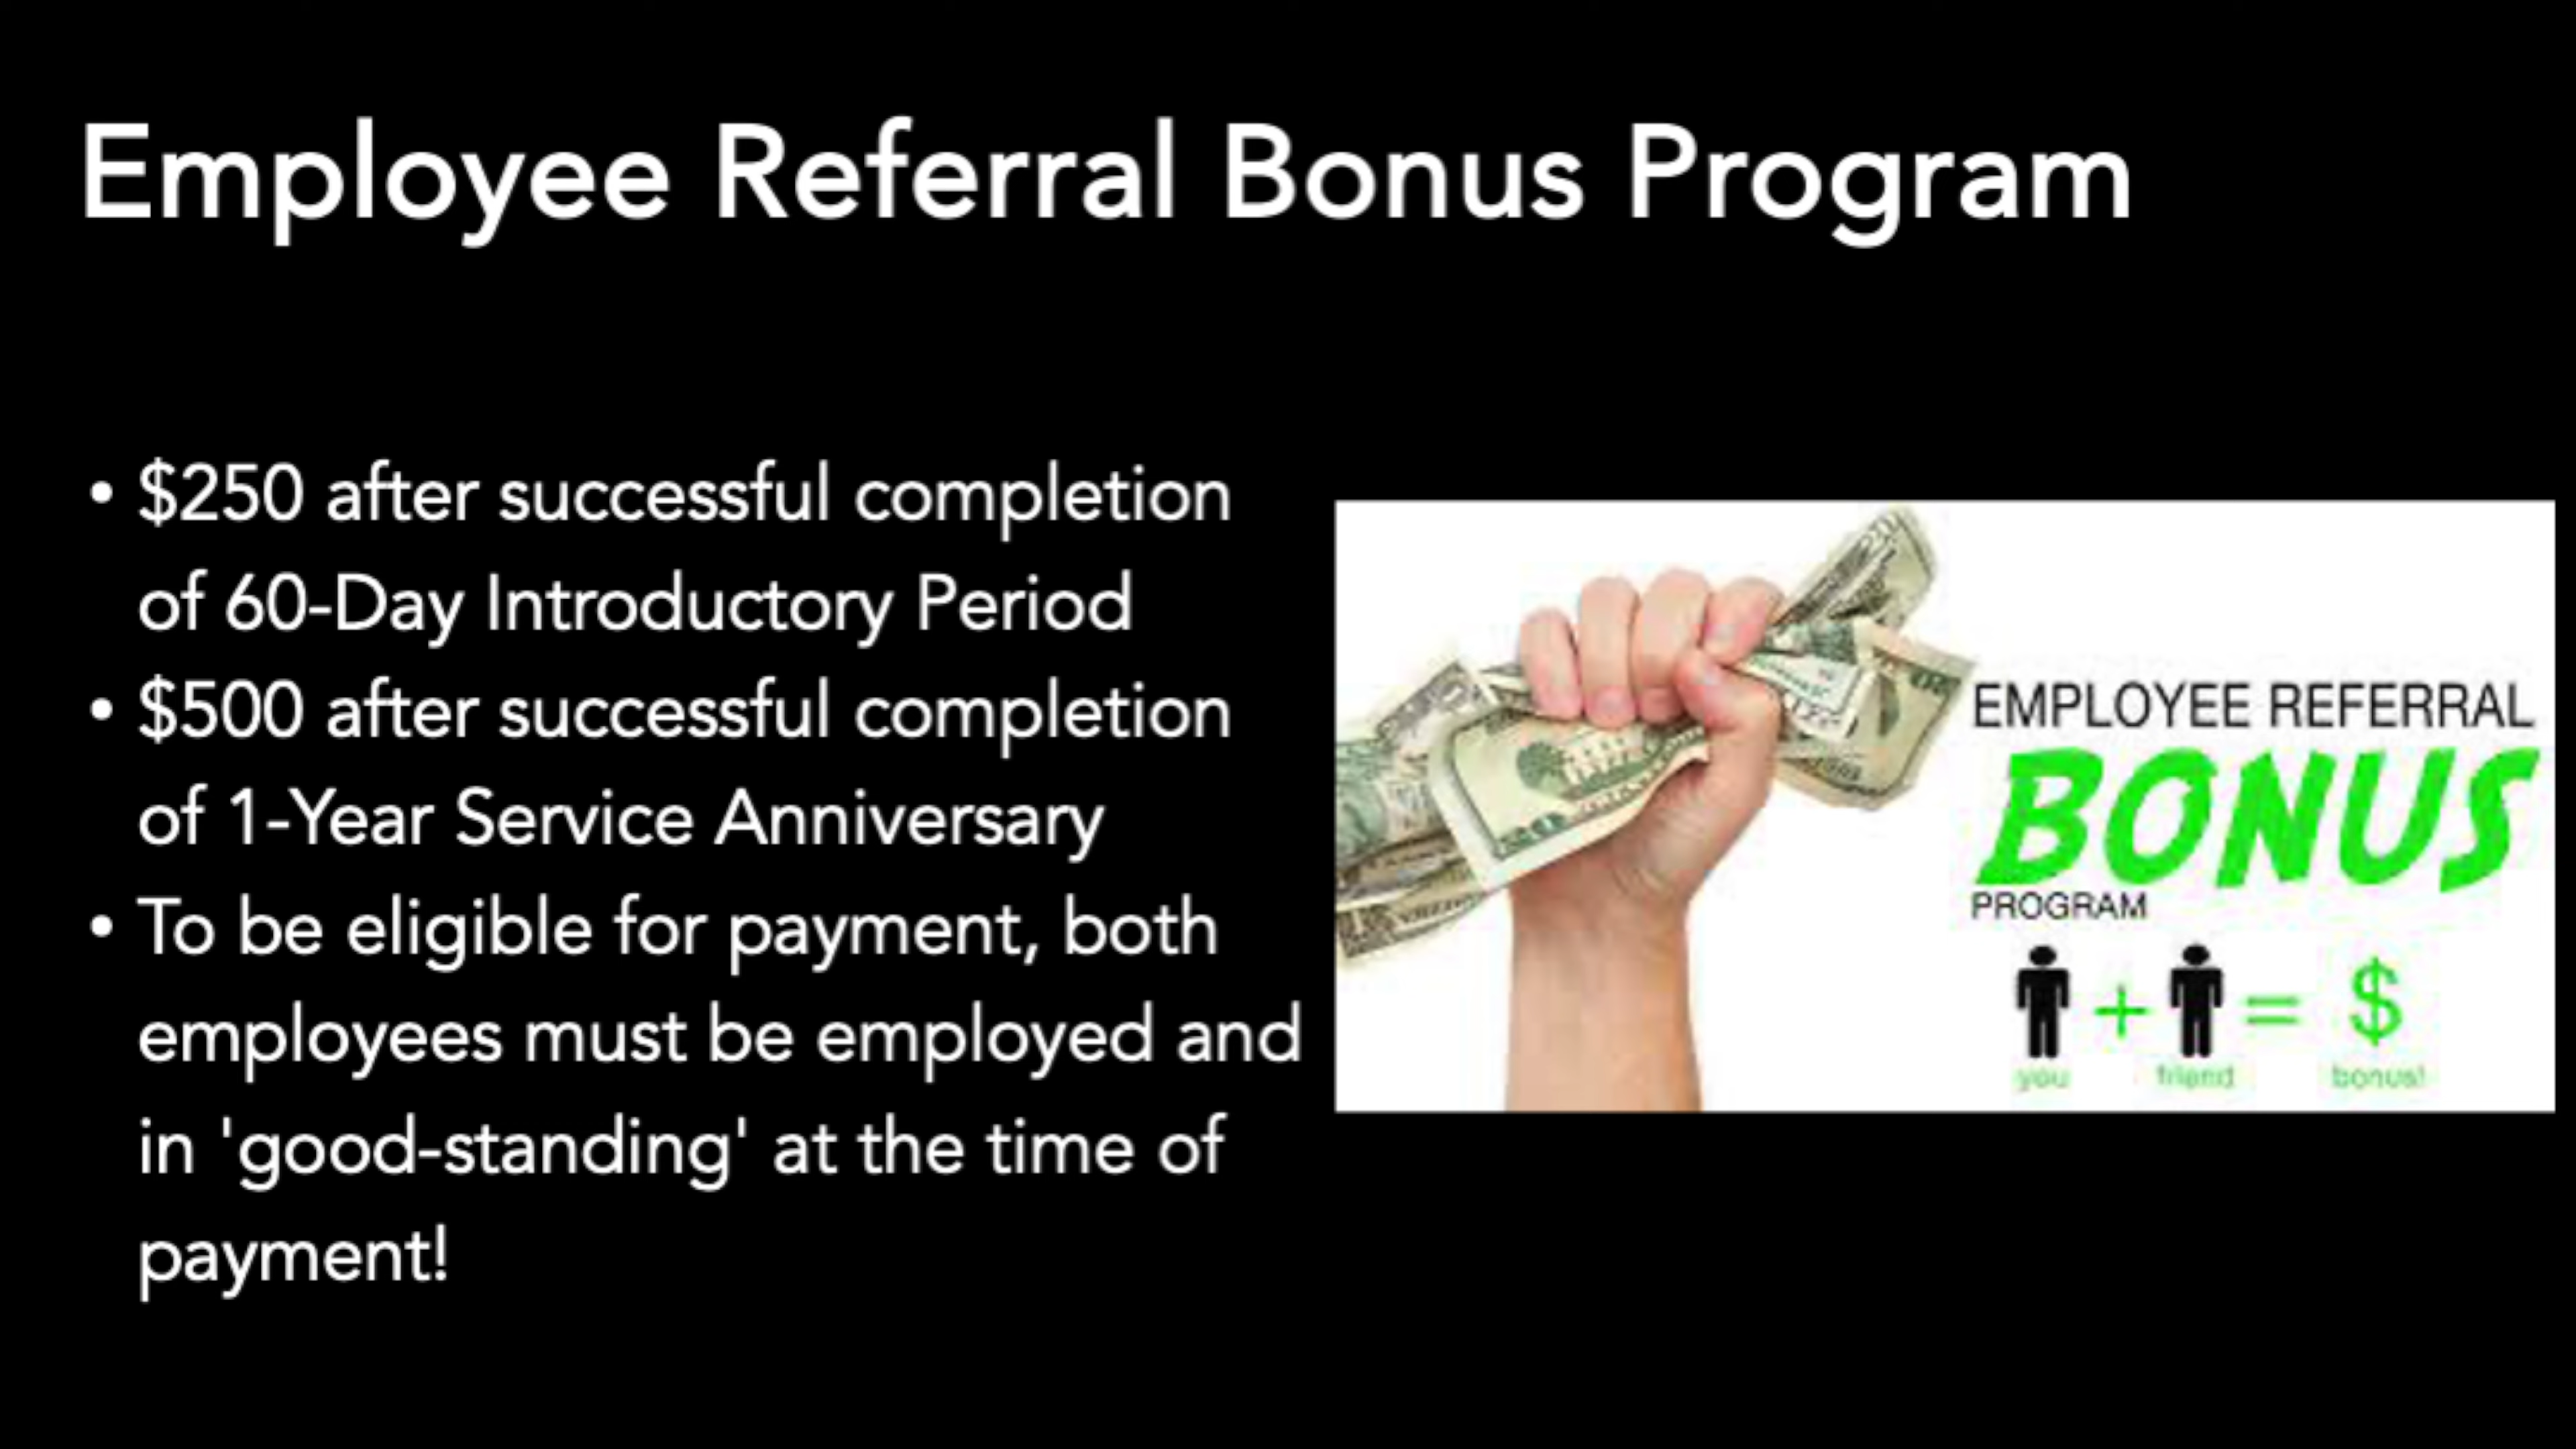 Employee Referral Bonus Program
• $250 after successful completion
of 60-Day Introductory Period
• $500 after successful completion
of 1-Year Service Anniversary
• To be eligible for payment, both
employees must be employed and
in 'good-standing' at the time of
payment!
EMPLOYEE REFERRAL
BONUS
PROGRAM
+ = $
you friend bonus!